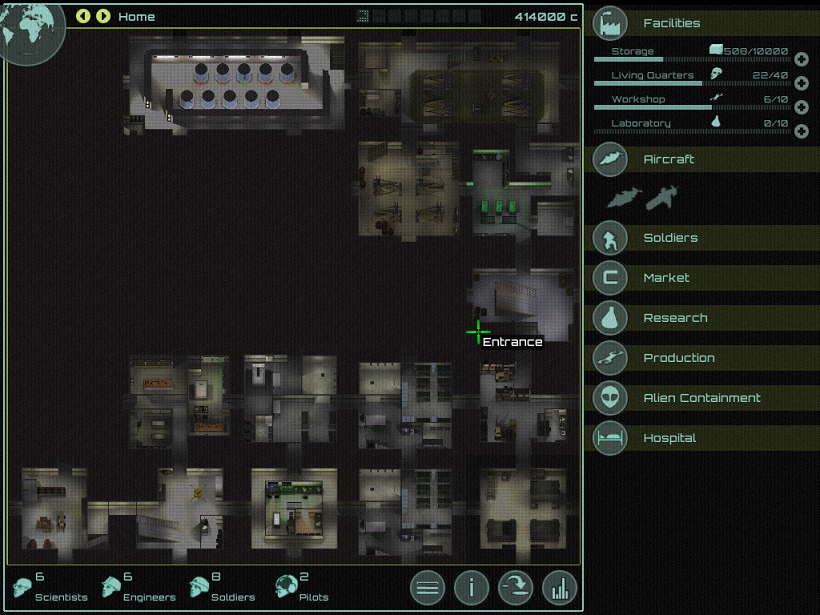 Home
414000 c
Facilities
Storage 508/10000
Living Quarters 22/40
Workshop 6/10
Laboratory 0/10
Aircraft
Soldiers
Market
Research
Production
Alien Containment
Hospital
Entrance
6 Scientists
6 Engineers
8 Soldiers
2 Pilots